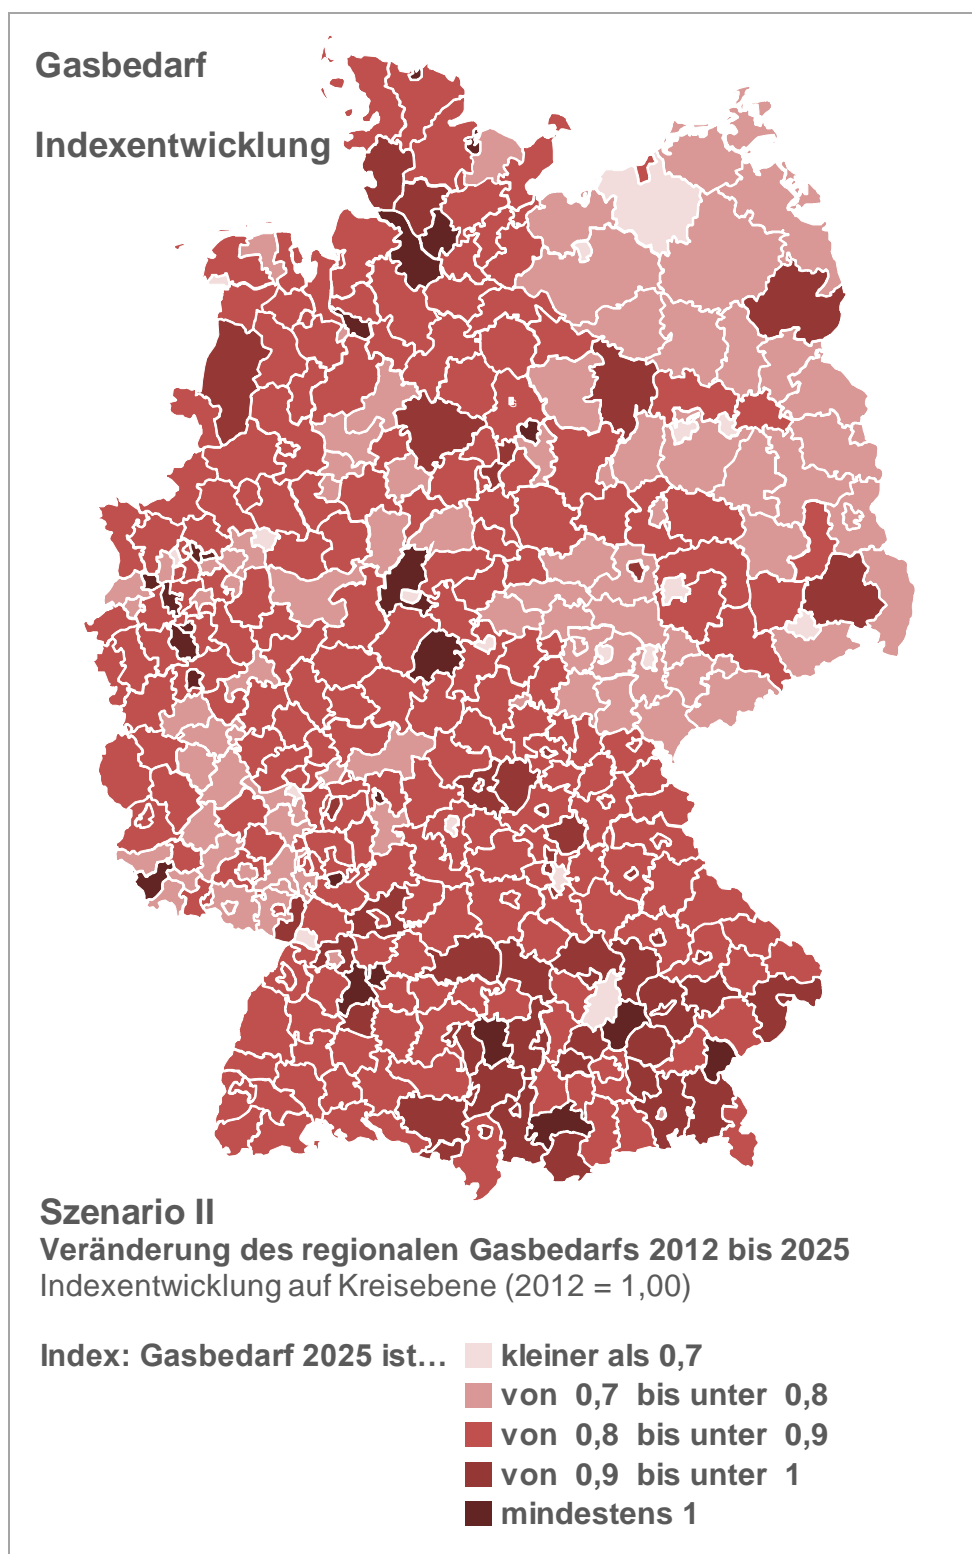 Gasbedarf
Indexentwicklung
Szenario II
Veränderung des regionalen Gasbedarfs 2012 bis 2025
Indexentwicklung auf Kreisebene (2012 = 1,00)
Index: Gasbedarf 2025 ist... kleiner als 0,7
von 0,7 bis unter 0,8
von 0,8 bis unter 0,9
von 0,9 bis unter 1
mindestens 1